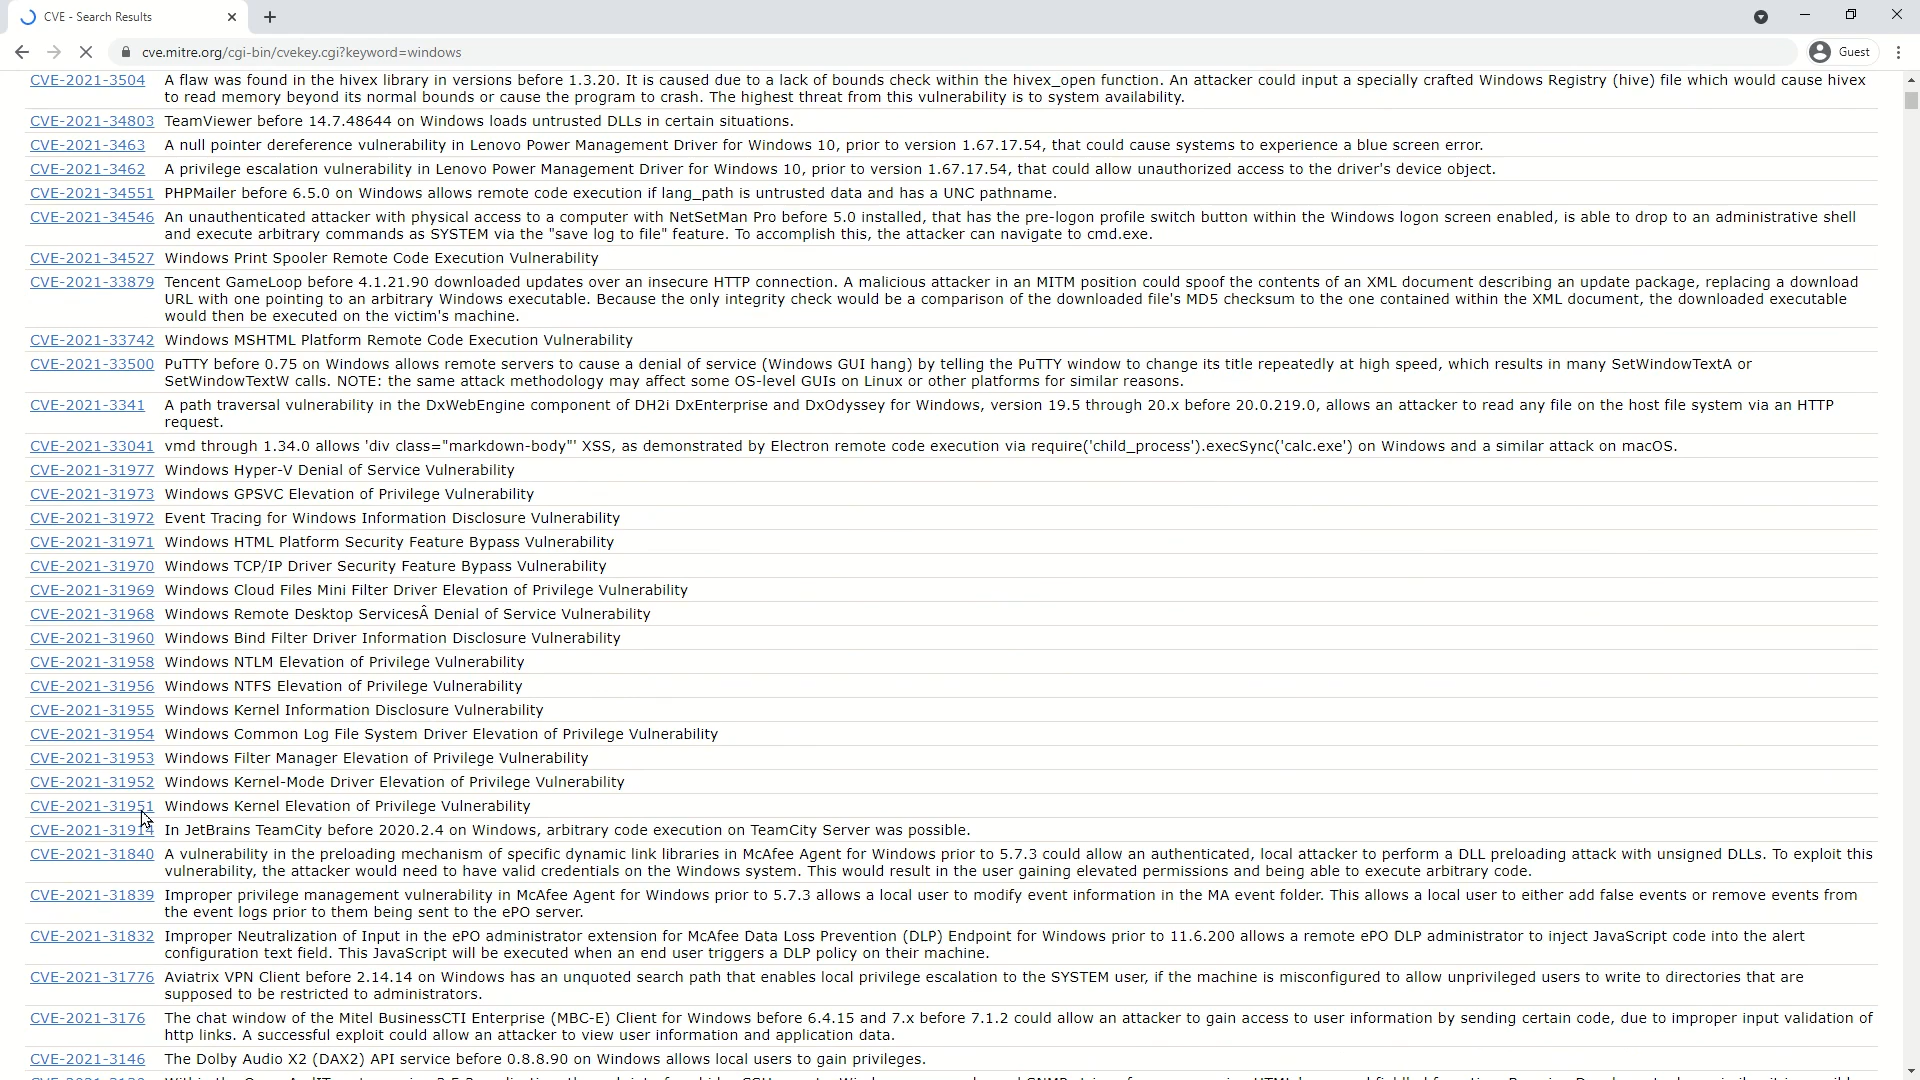 CVE - Search Results
cve.mitre.org/cgi-bin/cvekey.cgi?keyword=windows
Guest
CVE-2021-3504 A flaw was found in the hivex library in versions before 1.3.20. It is caused due to a lack of bounds check within the hivex_open function. An attacker could input a specially crafted Windows Registry (hive) file which would cause hivex
to read memory beyond its normal bounds or cause the program to crash. The highest threat from this vulnerability is to system availability.
CVE-2021-34803 TeamViewer before 14.7.48644 on Windows loads untrusted DLLs in certain situations.
CVE-2021-3463 A null pointer dereference vulnerability in Lenovo Power Management Driver for Windows 10, prior to version 1.67.17.54, that could cause systems to experience a blue screen error.
CVE-2021-3462 A privilege escalation vulnerability in Lenovo Power Management Driver for Windows 10, prior to version 1.67.17.54, that could allow unauthorized access to the driver's device object.
CVE-2021-34551 PHPMailer before 6.5.0 on Windows allows remote code execution if lang_path is untrusted data and has a UNC pathname.
CVE-2021-34546 An unauthenticated attacker with physical access to a computer with NetSetMan Pro before 5.0 installed, that has the pre-logon profile switch button within the Windows logon screen enabled, is able to drop to an administrative shell
and execute arbitrary commands as SYSTEM via the "save log to file" feature. To accomplish this, the attacker can navigate to cmd.exe.
CVE-2021-34527 Windows Print Spooler Remote Code Execution Vulnerability
CVE-2021-33879 Tencent GameLoop before 4.1.21.90 downloaded updates over an insecure HTTP connection. A malicious attacker in an MITM position could spoof the contents of an XML document describing an update package, replacing a download
URL with one pointing to an arbitrary Windows executable. Because the only integrity check would be a comparison of the downloaded file's MD5 checksum to the one contained within the XML document, the downloaded executable
would then be executed on the victim's machine.
CVE-2021-33742 Windows MSHTML Platform Remote Code Execution Vulnerability
CVE-2021-33500 PuTTY before 0.75 on Windows allows remote servers to cause a denial of service (Windows GUI hang) by telling the PuTTY window to change its title repeatedly at high speed, which results in many SetWindowTextA or
SetWindowTextW calls. NOTE: the same attack methodology may affect some OS-level GUIs on Linux or other platforms for similar reasons.
CVE-2021-3341 A path traversal vulnerability in the DxWebEngine component of DH2i DxEnterprise and DxOdyssey for Windows, version 19.5 through 20.x before 20.0.219.0, allows an attacker to read any file on the host file system via an HTTP
request.
CVE-2021-33041 vmd through 1.34.0 allows 'div class="markdown-body"' XSS, as demonstrated by Electron remote code execution via require('child_process').execSync('calc.exe') on Windows and a similar attack on macOS.
CVE-2021-31977 Windows Hyper-V Denial of Service Vulnerability
CVE-2021-31973 Windows GPSVC Elevation of Privilege Vulnerability
CVE-2021-31972 Event Tracing for Windows Information Disclosure Vulnerability
CVE-2021-31971 Windows HTML Platform Security Feature Bypass Vulnerability
CVE-2021-31970 Windows TCP/IP Driver Security Feature Bypass Vulnerability
CVE-2021-31969 Windows Cloud Files Mini Filter Driver Elevation of Privilege Vulnerability
CVE-2021-31968 Windows Remote Desktop ServicesÂ Denial of Service Vulnerability
CVE-2021-31960 Windows Bind Filter Driver Information Disclosure Vulnerability
CVE-2021-31958 Windows NTLM Elevation of Privilege Vulnerability
CVE-2021-31956 Windows NTFS Elevation of Privilege Vulnerability
CVE-2021-31955 Windows Kernel Information Disclosure Vulnerability
CVE-2021-31954 Windows Common Log File System Driver Elevation of Privilege Vulnerability
CVE-2021-31953 Windows Filter Manager Elevation of Privilege Vulnerability
CVE-2021-31952 Windows Kernel-Mode Driver Elevation of Privilege Vulnerability
CVE-2021-31951 Windows Kernel Elevation of Privilege Vulnerability
CVE-2021-31914 In JetBrains TeamCity before 2020.2.4 on Windows, arbitrary code execution on TeamCity Server was possible.
CVE-2021-31840 A vulnerability in the preloading mechanism of specific dynamic link libraries in McAfee Agent for Windows prior to 5.7.3 could allow an authenticated, local attacker to perform a DLL preloading attack with unsigned DLLs. To exploit this
vulnerability, the attacker would need to have valid credentials on the Windows system. This would result in the user gaining elevated permissions and being able to execute arbitrary code.
CVE-2021-31839 Improper privilege management vulnerability in McAfee Agent for Windows prior to 5.7.3 allows a local user to modify event information in the MA event folder. This allows a local user to either add false events or remove events from
the event logs prior to them being sent to the ePO server.
CVE-2021-31832 Improper Neutralization of Input in the ePO administrator extension for McAfee Data Loss Prevention (DLP) Endpoint for Windows prior to 11.6.200 allows a remote ePO DLP administrator to inject JavaScript code into the alert
configuration text field. This JavaScript will be executed when an end user triggers a DLP policy on their machine.
CVE-2021-31776 Aviatrix VPN Client before 2.14.14 on Windows has an unquoted search path that enables local privilege escalation to the SYSTEM user, if the machine is misconfigured to allow unprivileged users to write to directories that are
supposed to be restricted to administrators.
CVE-2021-3176 The chat window of the Mitel BusinessCTI Enterprise (MBC-E) Client for Windows before 6.4.15 and 7.x before 7.1.2 could allow an attacker to gain access to user information by sending certain code, due to improper input validation of
http links. A successful exploit could allow an attacker to view user information and application data.
CVE-2021-3146 The Dolby Audio X2 (DAX2) API service before 0.8.8.90 on Windows allows local users to gain privileges.